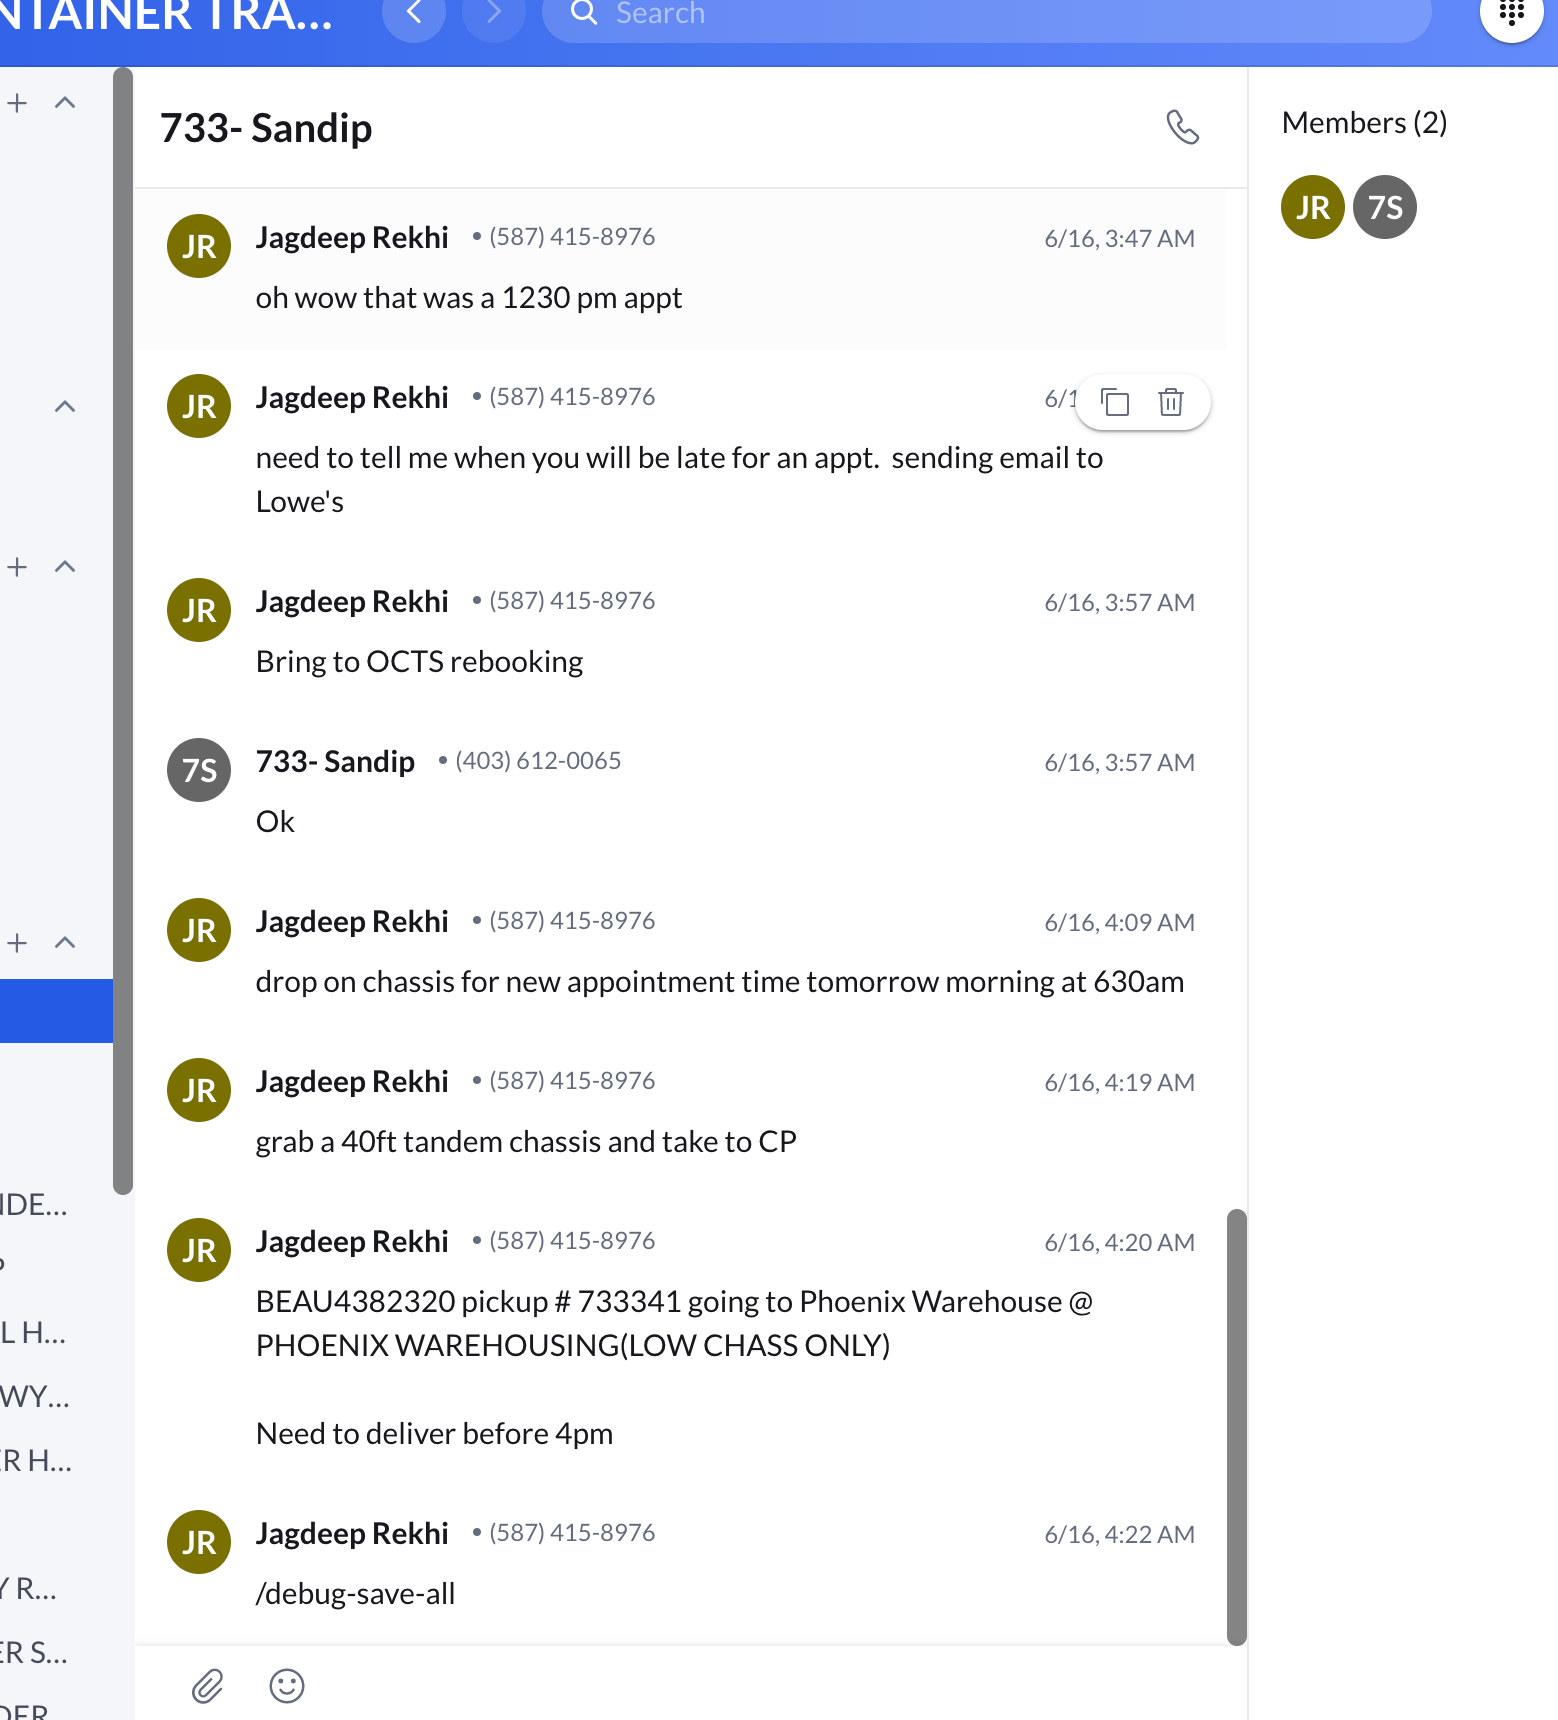 NTAINER TRA...
Search
733- Sandip
Members (2)
JR 7S
JR Jagdeep Rekhi • (587) 415-8976 6/16, 3:47 AM
oh wow that was a 1230 pm appt
JR Jagdeep Rekhi • (587) 415-8976 6/1
need to tell me when you will be late for an appt.  sending email to
Lowe's
JR Jagdeep Rekhi • (587) 415-8976 6/16, 3:57 AM
Bring to OCTS rebooking
7S 733- Sandip • (403) 612-0065 6/16, 3:57 AM
Ok
JR Jagdeep Rekhi • (587) 415-8976 6/16, 4:09 AM
drop on chassis for new appointment time tomorrow morning at 630am
JR Jagdeep Rekhi • (587) 415-8976 6/16, 4:19 AM
grab a 40ft tandem chassis and take to CP
JR Jagdeep Rekhi • (587) 415-8976 6/16, 4:20 AM
BEAU4382320 pickup # 733341 going to Phoenix Warehouse @
PHOENIX WAREHOUSING(LOW CHASS ONLY)
Need to deliver before 4pm
JR Jagdeep Rekhi • (587) 415-8976 6/16, 4:22 AM
/debug-save-all
NDE...
L H...
WY...
ER H...
Y R...
ER S...
DER